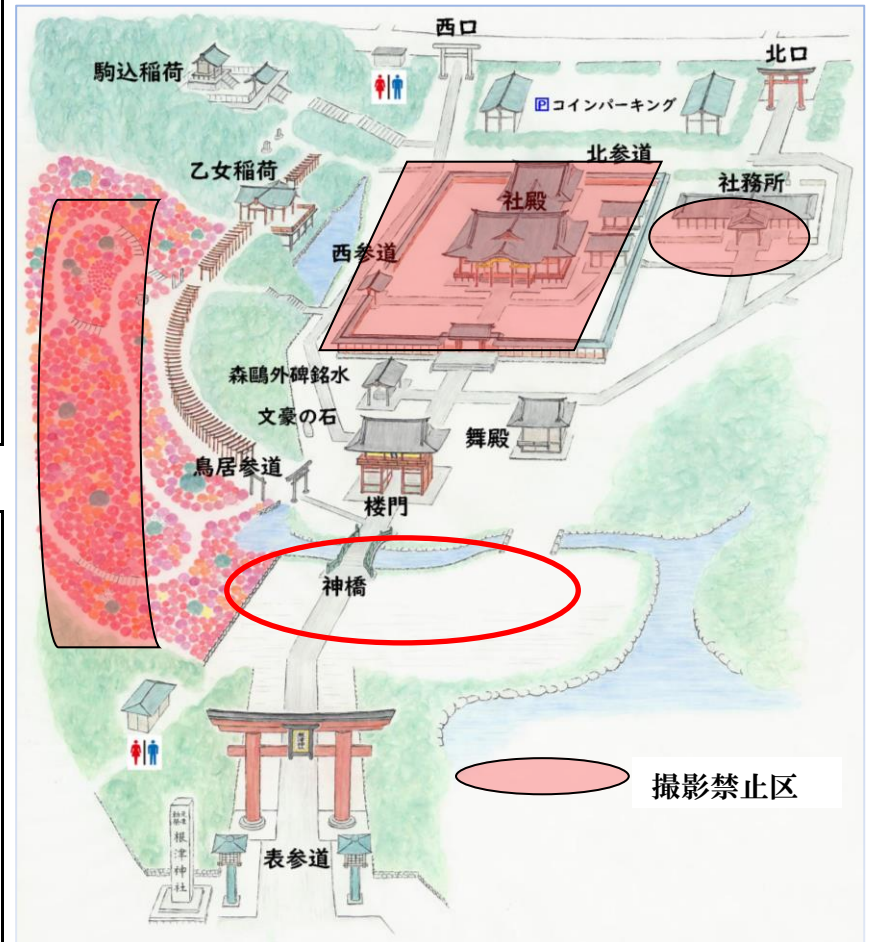 西口
北口
駒込稲荷
P コインパーキング
北参道
乙女稲荷
社務所
社殿
西参道
森鷗外碑銘水
文豪の石
舞殿
鳥居参道
楼門
神橋
撮影禁止区
表参道
根津神社